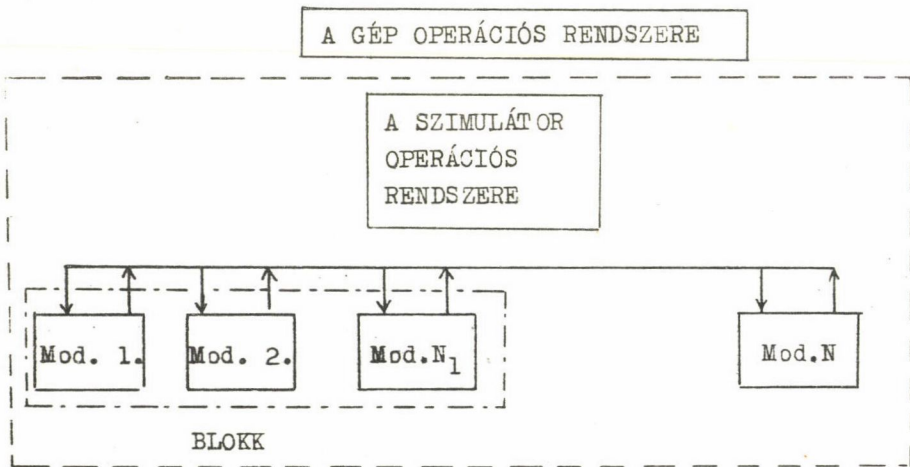 A GÉP OPERÁCIÓS RENDSZERE
A SZIMULÁTOR
OPERÁCIÓS
RENDSZERE
Mod. 1.
Mod. 2.
Mod.N₁
Mod.N
BLOKK